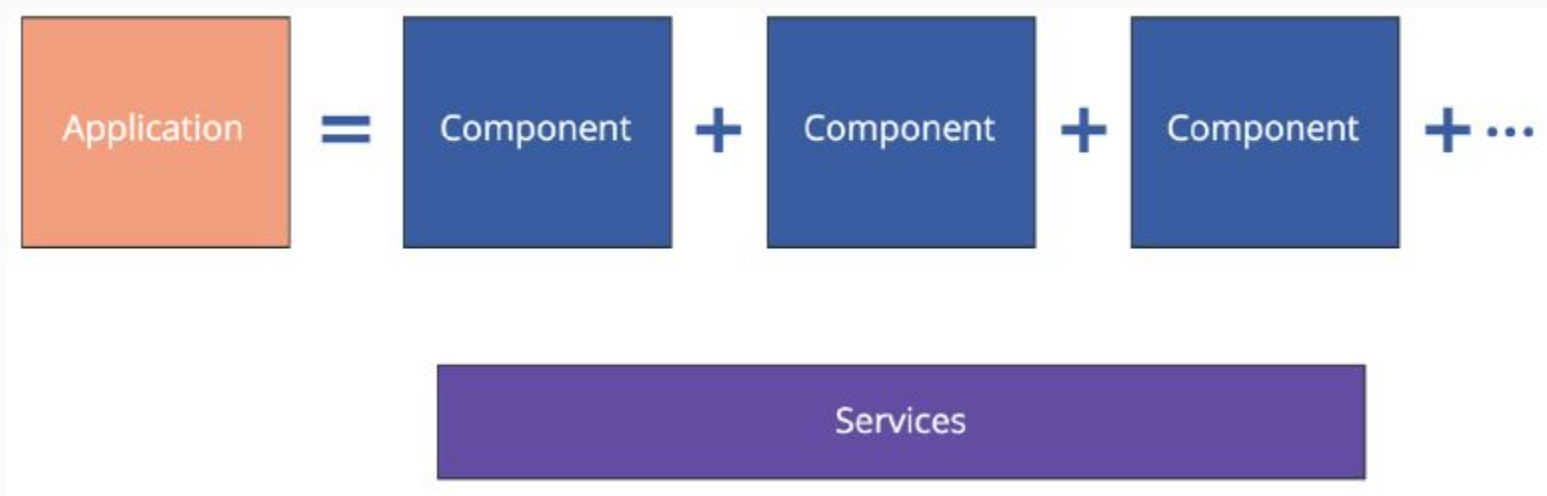 Application = Component + Component + Component + ...
Services